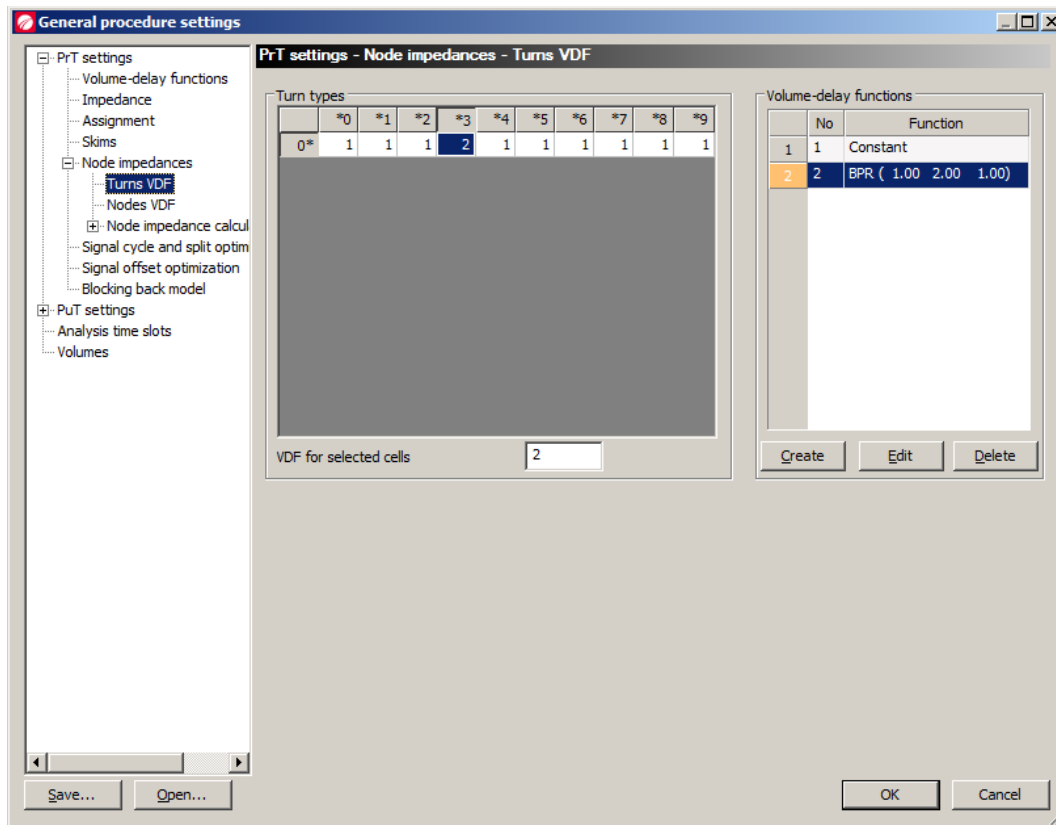 General procedure settings
PrT settings
Volume-delay functions
Impedance
Assignment
Skims
Node impedances
Turns VDF
Nodes VDF
Node impedance calcul
Signal cycle and split optim
Signal offset optimization
Blocking back model
PuT settings
Analysis time slots
Volumes
PrT settings - Node impedances - Turns VDF
Turn types
*0 *1 *2 *3 *4 *5 *6 *7 *8 *9
0* 1 1 1 2 1 1 1 1 1 1
VDF for selected cells 2
Volume-delay functions
No Function
1 1 Constant
2 2 BPR ( 1.00 2.00 1.00)
Create Edit Delete
Save... Open... OK Cancel